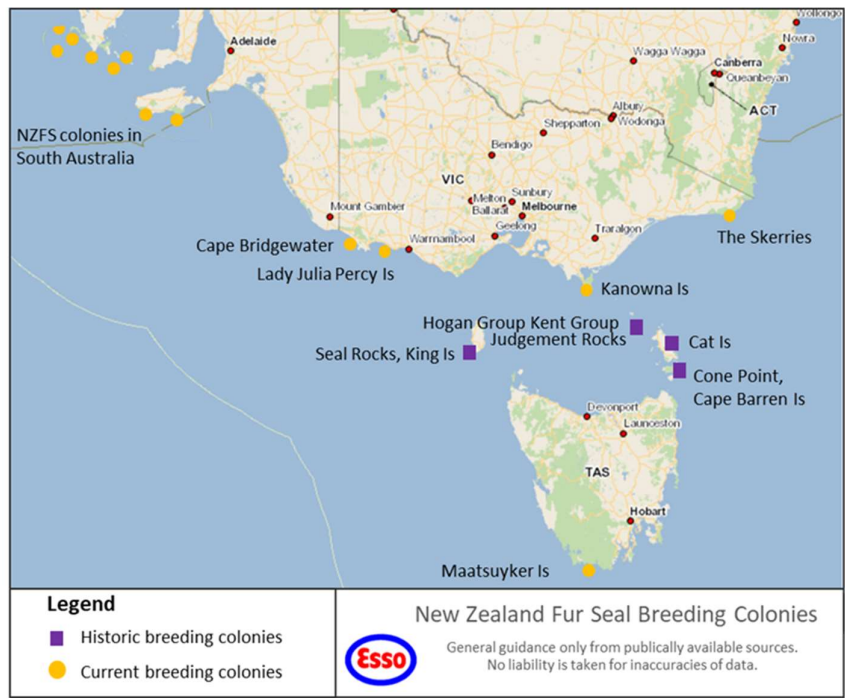 Wollongo
Nowra
Adelaide
Wagga Wagga
Canberra
Queanbeyan
ACT
Albury
Wodonga
NZFS colonies in
South Australia
Shepparton
Bendigo
VIC
Melton
Sunbury
Ballarat
Melbourne
Mount Gambier
Geelong
Traralgon
Cape Bridgewater
Warrnambool
The Skerries
Lady Julia Percy Is
Kanowna Is
Hogan Group Kent Group
Judgement Rocks
Cat Is
Seal Rocks, King Is
Cone Point,
Cape Barren Is
Devonport
Launceston
TAS
Hobart
Maatsuyker Is
Legend
Historic breeding colonies
Current breeding colonies
Esso
New Zealand Fur Seal Breeding Colonies
General guidance only from publically available sources.
No liability is taken for inaccuracies of data.